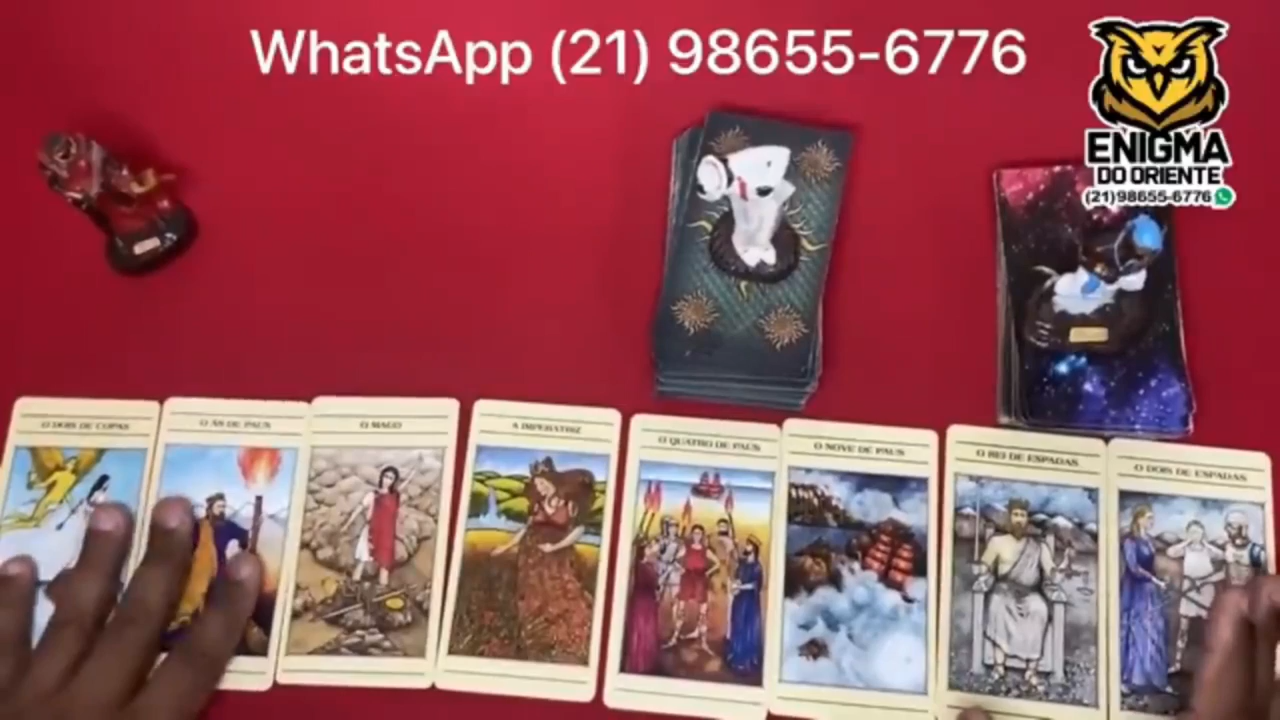 WhatsApp (21) 98655-6776
ENIGMA
DO ORIENTE
(21)98655-6776
O DOIS DE COPAS
O ÁS DE PAUS
O MAGO
A IMPERATRIZ
O QUATRO DE PAUS
O NOVE DE PAUS
O REI DE ESPADAS
O DOIS DE ESPADAS